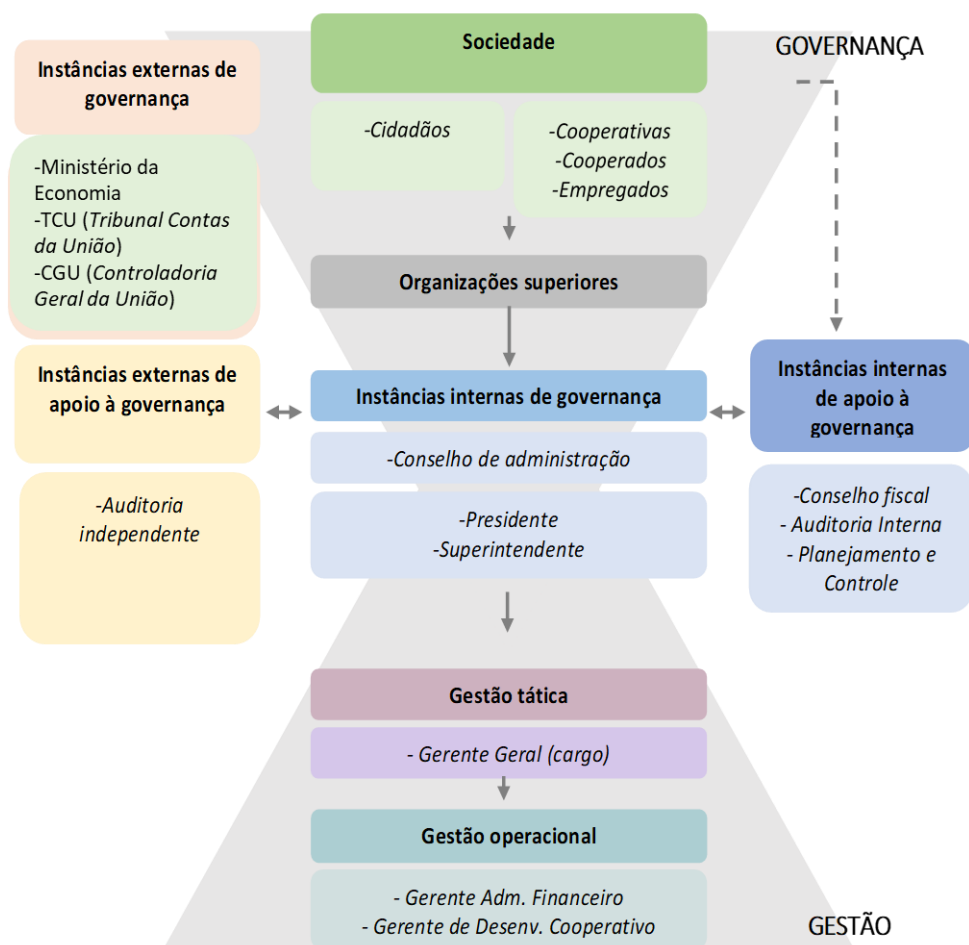 Sociedade
GOVERNANÇA
Instâncias externas de
governança
-Cidadãos
-Cooperativas
-Cooperados
-Empregados
-Ministério da
Economia
-TCU (Tribunal Contas
da União)
-CGU (Controladoria
Geral da União)
Organizações superiores
Instâncias externas de
apoio à governança
Instâncias internas de governança
Instâncias internas
de apoio à
governança
-Conselho de administração
-Auditoria
independente
-Presidente
-Superintendente
-Conselho fiscal
- Auditoria Interna
- Planejamento e
Controle
Gestão tática
- Gerente Geral (cargo)
Gestão operacional
- Gerente Adm. Financeiro
- Gerente de Desenv. Cooperativo
GESTÃO